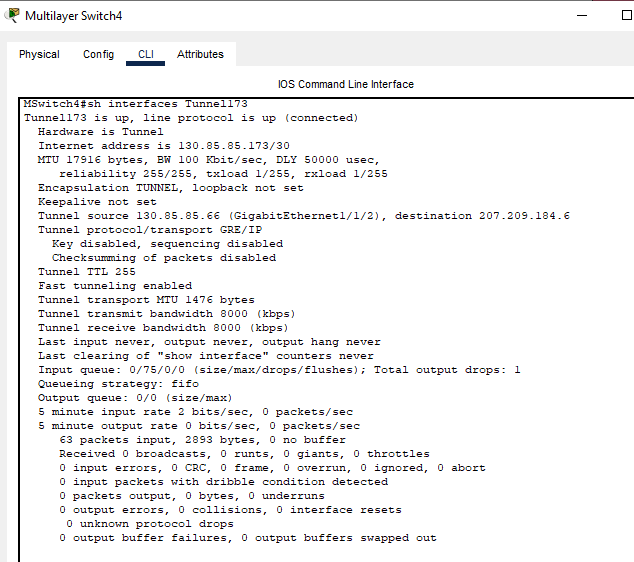 Multilayer Switch4
Physical Config CLI Attributes
IOS Command Line Interface
MSwitch4#sh interfaces Tunnel173
Tunnel173 is up, line protocol is up (connected)
Hardware is Tunnel
Internet address is 130.85.85.173/30
MTU 17916 bytes, BW 100 Kbit/sec, DLY 50000 usec,
reliability 255/255, txload 1/255, rxload 1/255
Encapsulation TUNNEL, loopback not set
Keepalive not set
Tunnel source 130.85.85.66 (GigabitEthernet1/1/2), destination 207.209.184.6
Tunnel protocol/transport GRE/IP
Key disabled, sequencing disabled
Checksumming of packets disabled
Tunnel TTL 255
Fast tunneling enabled
Tunnel transport MTU 1476 bytes
Tunnel transmit bandwidth 8000 (kbps)
Tunnel receive bandwidth 8000 (kbps)
Last input never, output never, output hang never
Last clearing of "show interface" counters never
Input queue: 0/75/0/0 (size/max/drops/flushes); Total output drops: 1
Queueing strategy: fifo
Output queue: 0/0 (size/max)
5 minute input rate 2 bits/sec, 0 packets/sec
5 minute output rate 0 bits/sec, 0 packets/sec
63 packets input, 2893 bytes, 0 no buffer
Received 0 broadcasts, 0 runts, 0 giants, 0 throttles
0 input errors, 0 CRC, 0 frame, 0 overrun, 0 ignored, 0 abort
0 input packets with dribble condition detected
0 packets output, 0 bytes, 0 underruns
0 output errors, 0 collisions, 0 interface resets
0 unknown protocol drops
0 output buffer failures, 0 output buffers swapped out